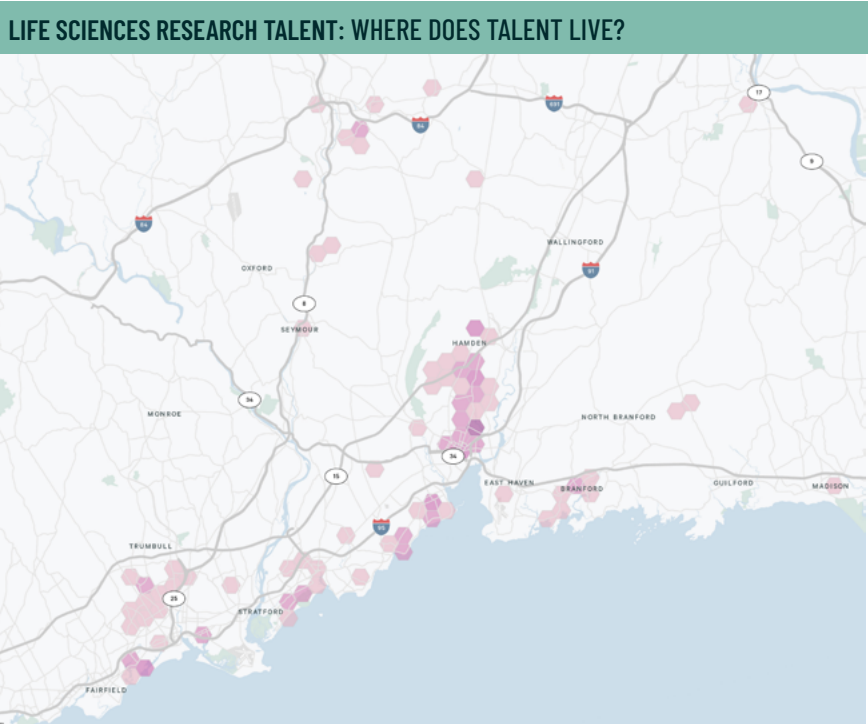 LIFE SCIENCES RESEARCH TALENT: WHERE DOES TALENT LIVE?
17
691
84
9
84
WALLINGFORD
OXFORD
91
8
SEYMOUR
HAMDEN
34
MONROE
NORTH BRANFORD
34
15
EAST HAVEN
BRANFORD
GUILFORD
MADISON
95
TRUMBULL
25
STRATFORD
FAIRFIELD